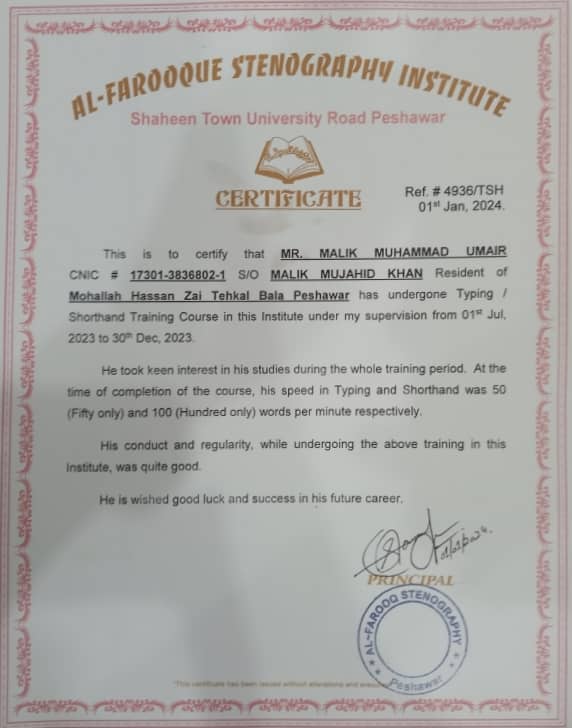 AL-FAROOQUE STENOGRAPHY INSTITUTE
Shaheen Town University Road Peshawar
CERTIFICATE
Ref. # 4936/TSH
01st Jan, 2024.
This is to certify that MR. MALIK MUHAMMAD UMAIR
CNIC # 17301-3836802-1 S/O MALIK MUJAHID KHAN Resident of
Mohallah Hassan Zai Tehkal Bala Peshawar has undergone Typing /
Shorthand Training Course in this Institute under my supervision from 01st Jul,
2023 to 30th Dec, 2023.
He took keen interest in his studies during the whole training period. At the
time of completion of the course, his speed in Typing and Shorthand was 50
(Fifty only) and 100 (Hundred only) words per minute respectively.
His conduct and regularity, while undergoing the above training in this
Institute, was quite good.
He is wished good luck and success in his future career.
PRINCIPAL
AL-FAROOQ STENOGRAPHY
Peshawar
"This certificate has been issued without alterations and